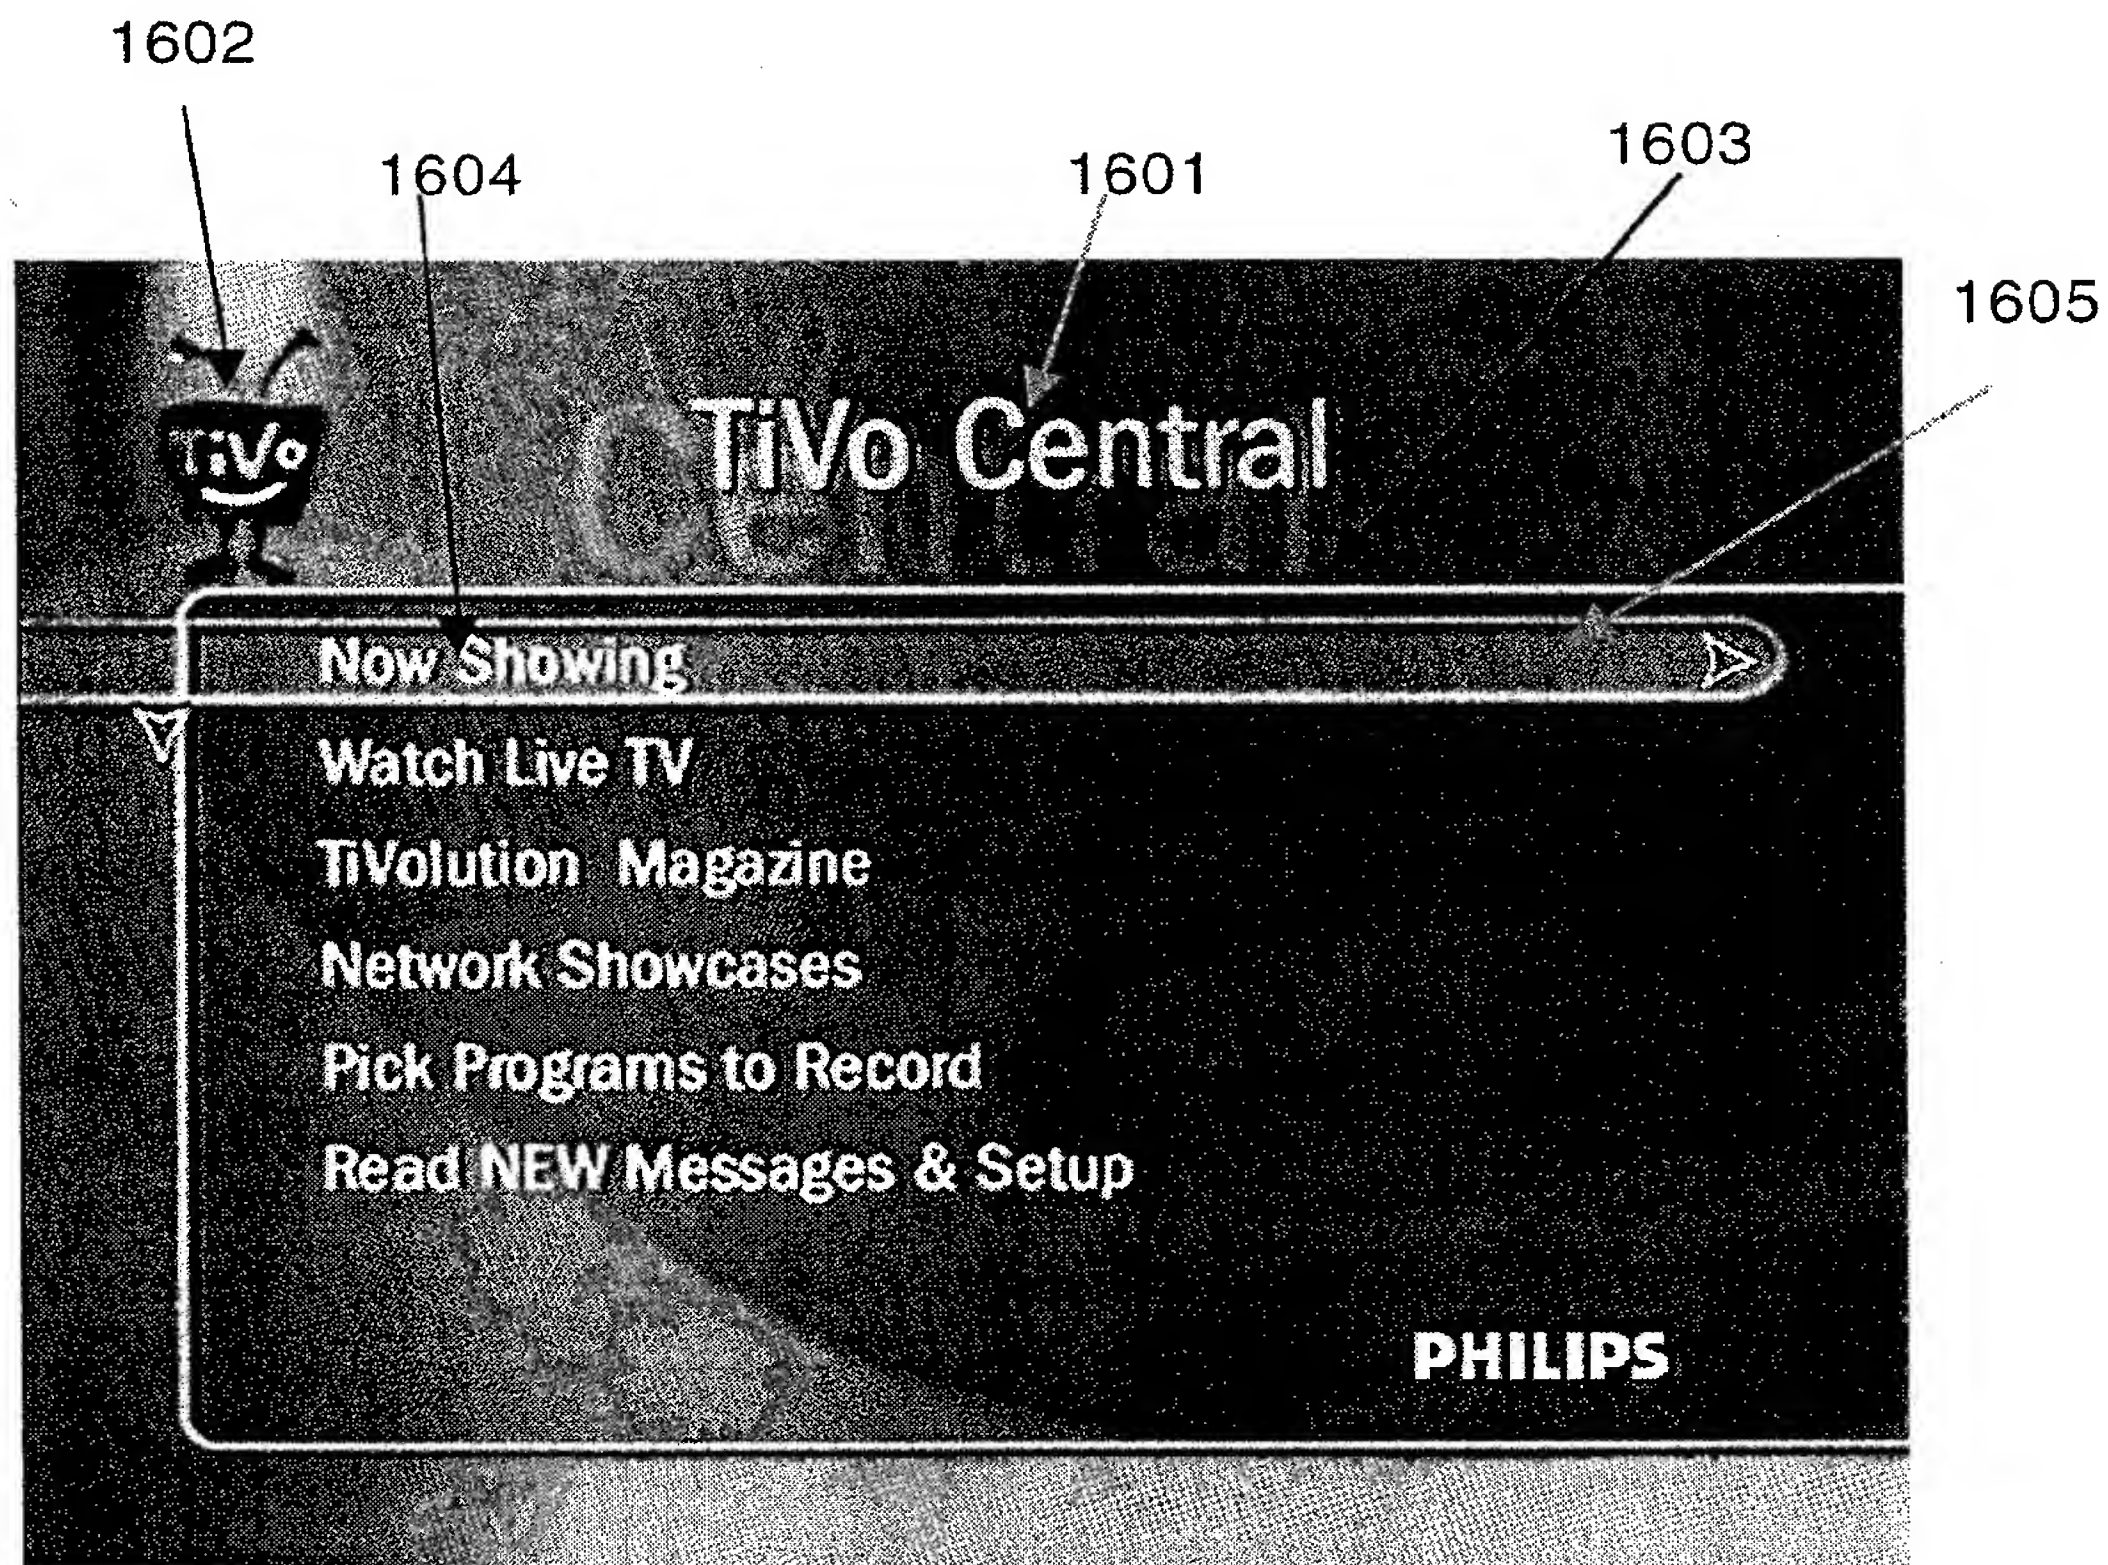 1602
1604
1601
1603
1605
TiVo Central
TiVo
Central
Now Showing
Watch Live TV
TiVolution Magazine
Network Showcases
Pick Programs to Record
Read NEW Messages & Setup
PHILIPS